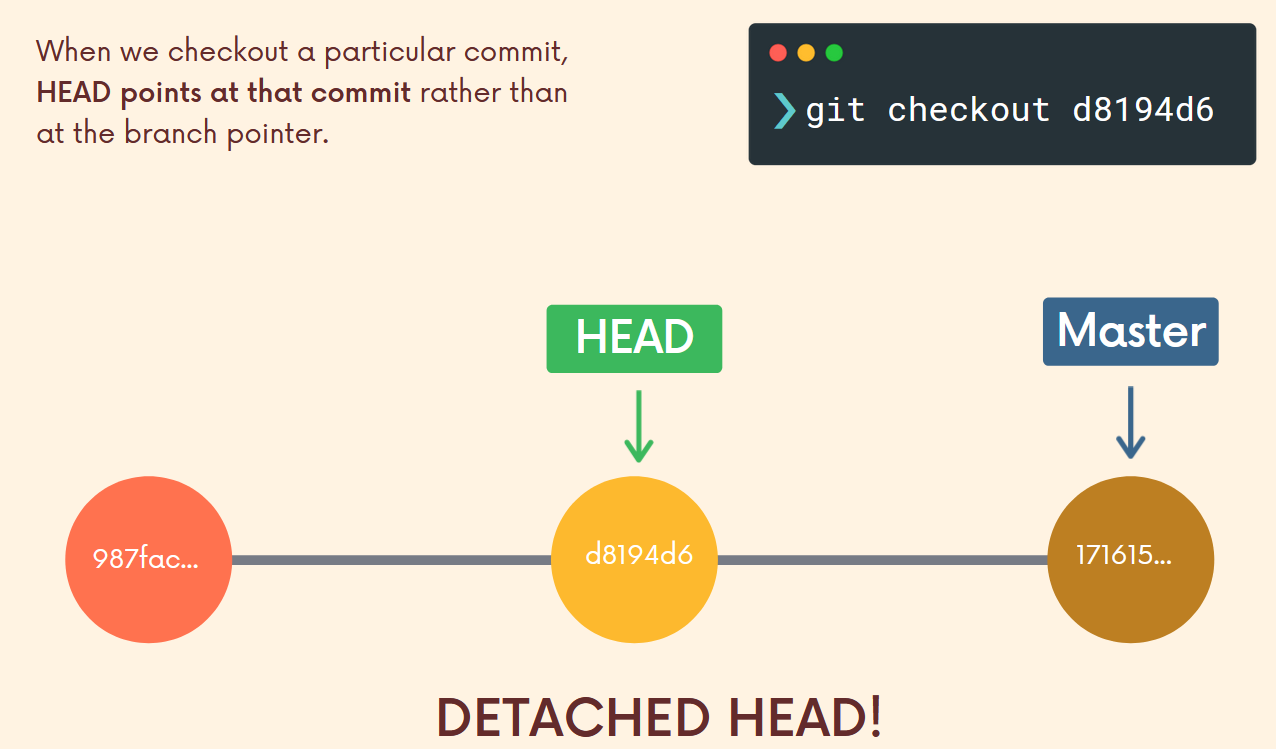 When we checkout a particular commit,
HEAD points at that commit rather than
at the branch pointer.
❯ git checkout d8194d6
HEAD
Master
987fac...
d8194d6
171615...
DETACHED HEAD!